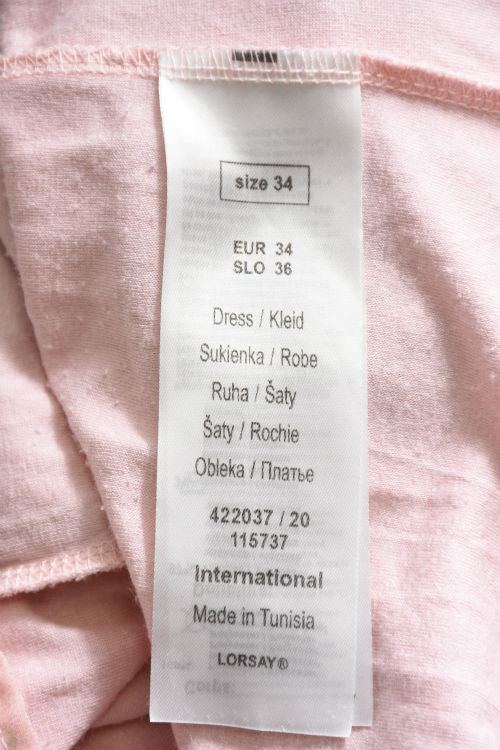 size 34
EUR 34
SLO 36
Dress / Kleid
Sukienka / Robe
Ruha / Šaty
Šaty / Rochie
Obleka / Платье
422037 / 20
115737
International
Made in Tunisia
LORSAY®